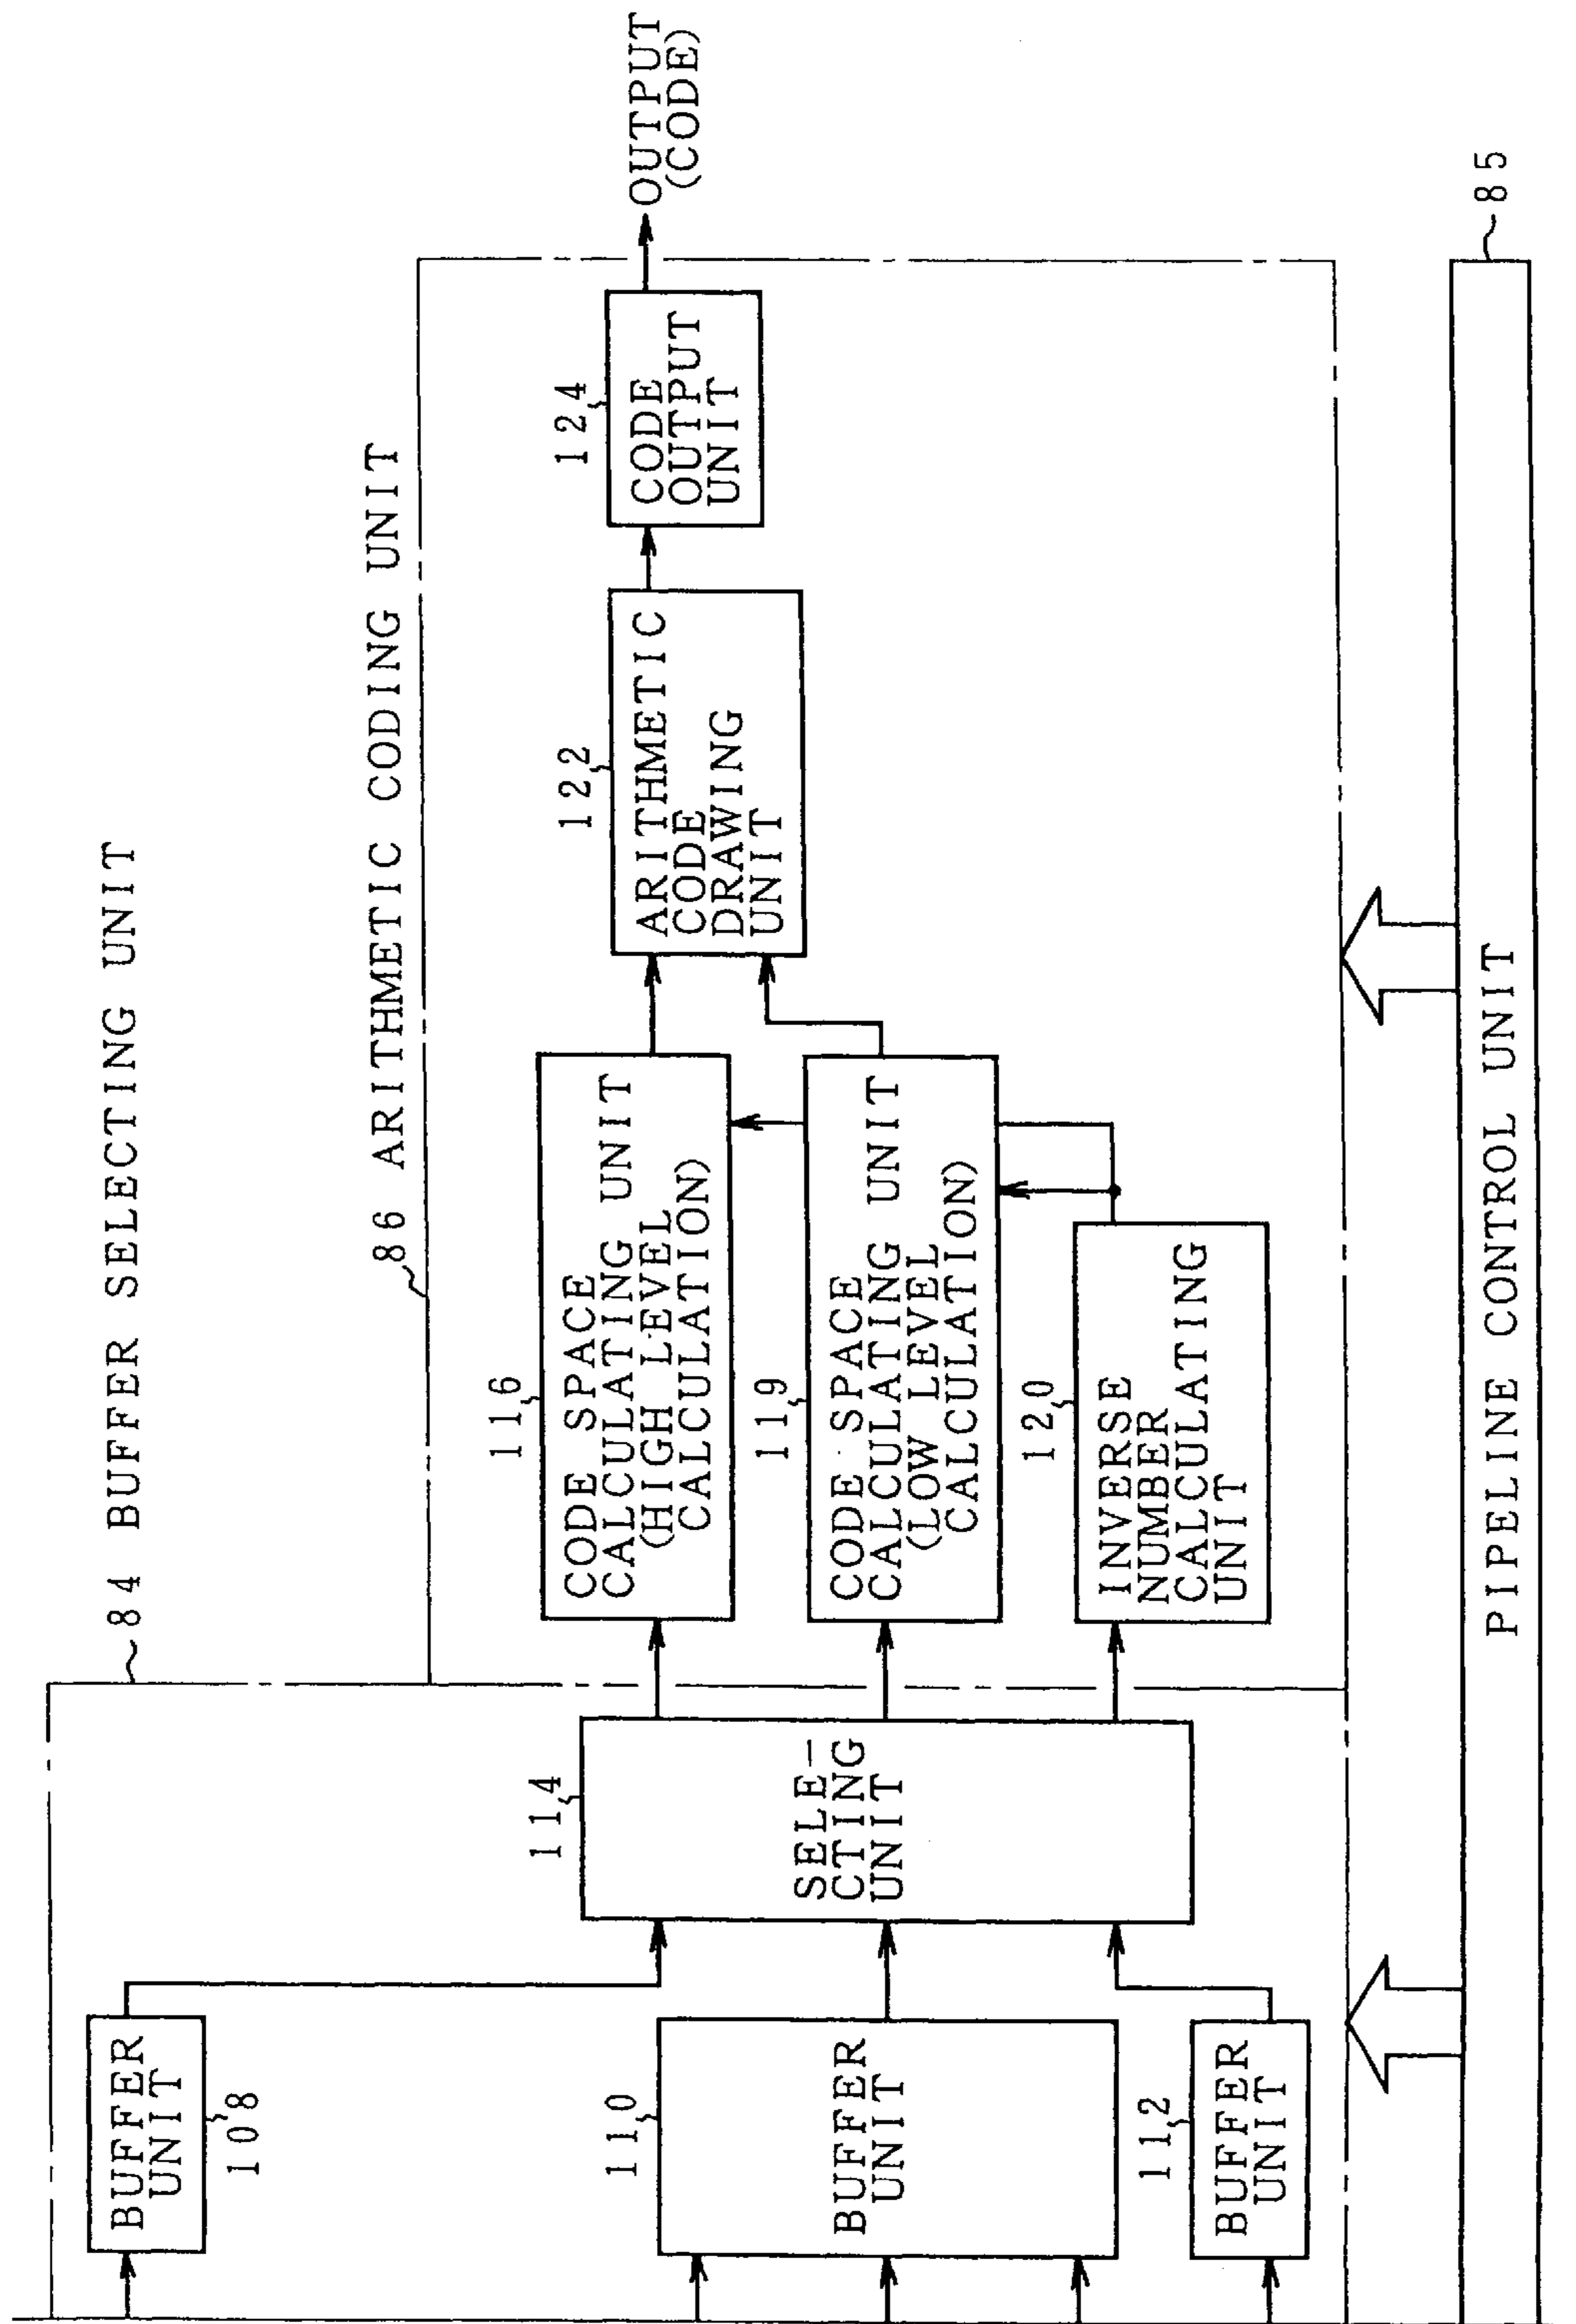 84 BUFFER SELECTING UNIT
86 ARITHMETIC CODING UNIT
BUFFER
UNIT
108
110
BUFFER
UNIT
112
BUFFER
UNIT
114
SELE-
CTING
UNIT
116
CODE SPACE
CALCULATING UNIT
(HIGH LEVEL
CALCULATION)
119
CODE SPACE
CALCULATING UNIT
(LOW LEVEL
CALCULATION)
120
INVERSE
NUMBER
CALCULATING
UNIT
122
ARITHMETIC
CODE
DRAWING
UNIT
124
CODE
OUTPUT
UNIT
OUTPUT
(CODE)
PIPELINE CONTROL UNIT
85